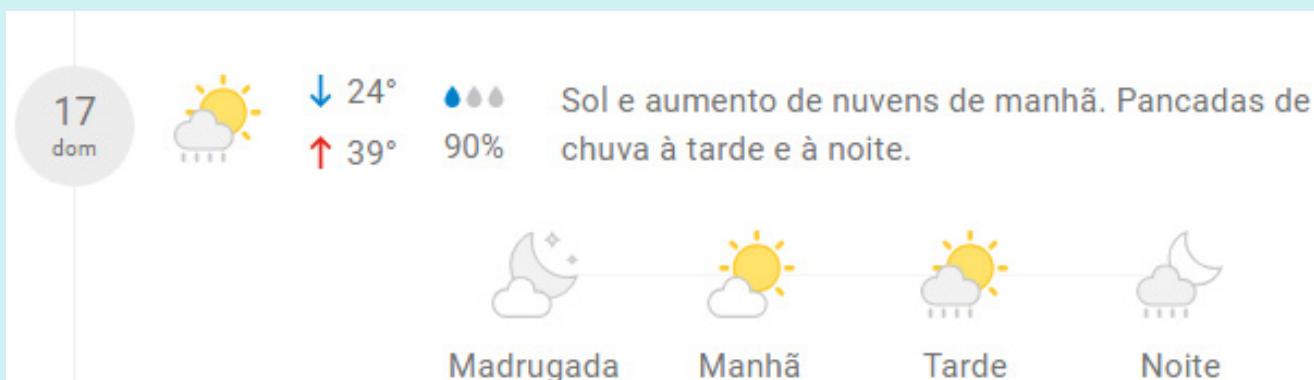 17
dom
↓ 24°
↑ 39°
90%
Sol e aumento de nuvens de manhã. Pancadas de
chuva à tarde e à noite.
Madrugada Manhã Tarde Noite